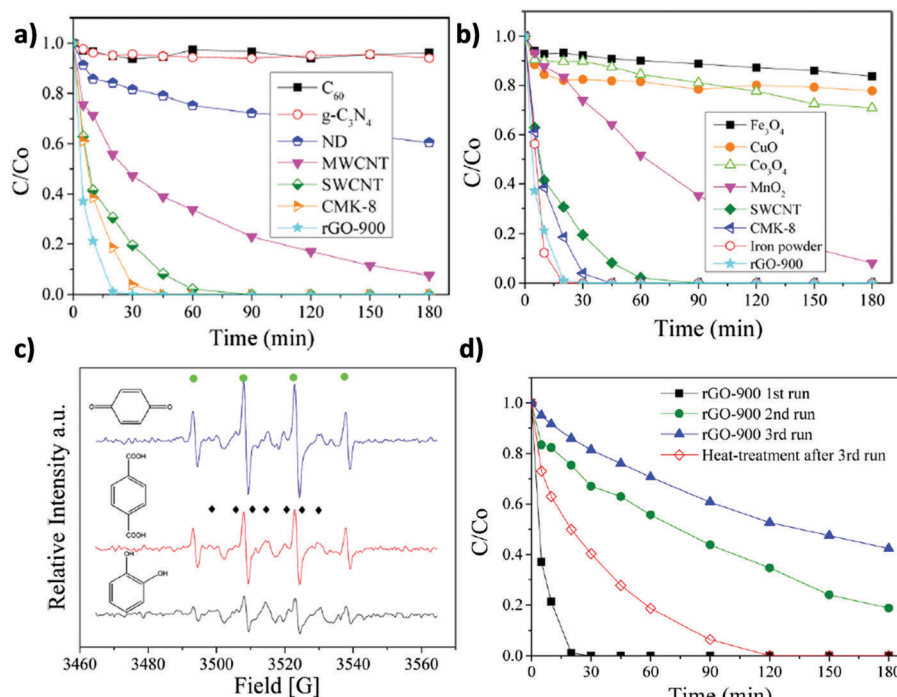 a)
C/Co
1.0
0.8
0.6
0.4
0.2
0.0
C₆₀
g-C₃N₄
ND
MWCNT
SWCNT
CMK-8
rGO-900
0 30 60 90 120 150 180
Time (min)
b)
C/Co
1.0
0.8
0.6
0.4
0.2
0.0
Fe₃O₄
CuO
Co₃O₄
MnO₂
SWCNT
CMK-8
Iron powder
rGO-900
0 30 60 90 120 150 180
Time (min)
c)
Relative Intensity a.u.
O O
COOH
COOH
OH
OH
3460 3480 3500 3520 3540 3560
Field [G]
d)
C/Co
1.0
0.8
0.6
0.4
0.2
0.0
rGO-900 1st run
rGO-900 2nd run
rGO-900 3rd run
Heat-treatment after 3rd run
0 30 60 90 120 150 180
Time (min)